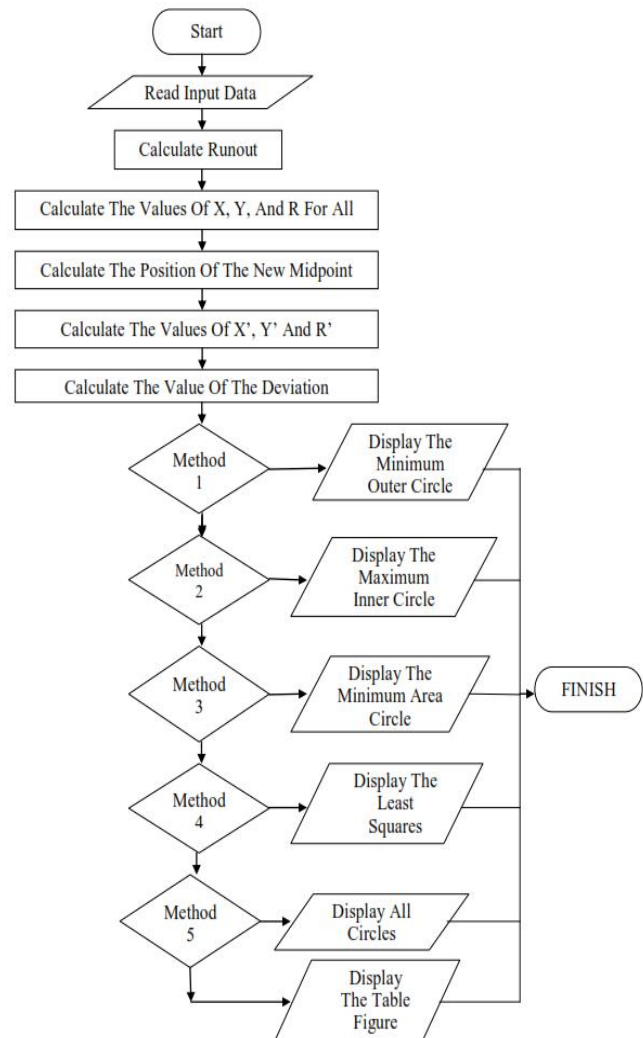 Start
Read Input Data
Calculate Runout
Calculate The Values Of X, Y, And R For All
Calculate The Position Of The New Midpoint
Calculate The Values Of X’, Y’ And R’
Calculate The Value Of The Deviation
Method
1
Display The
Minimum
Outer Circle
Method
2
Display The
Maximum
Inner Circle
Method
3
Display The
Minimum Area
Circle
FINISH
Method
4
Display The
Least
Squares
Method
5
Display All
Circles
Display
The Table
Figure